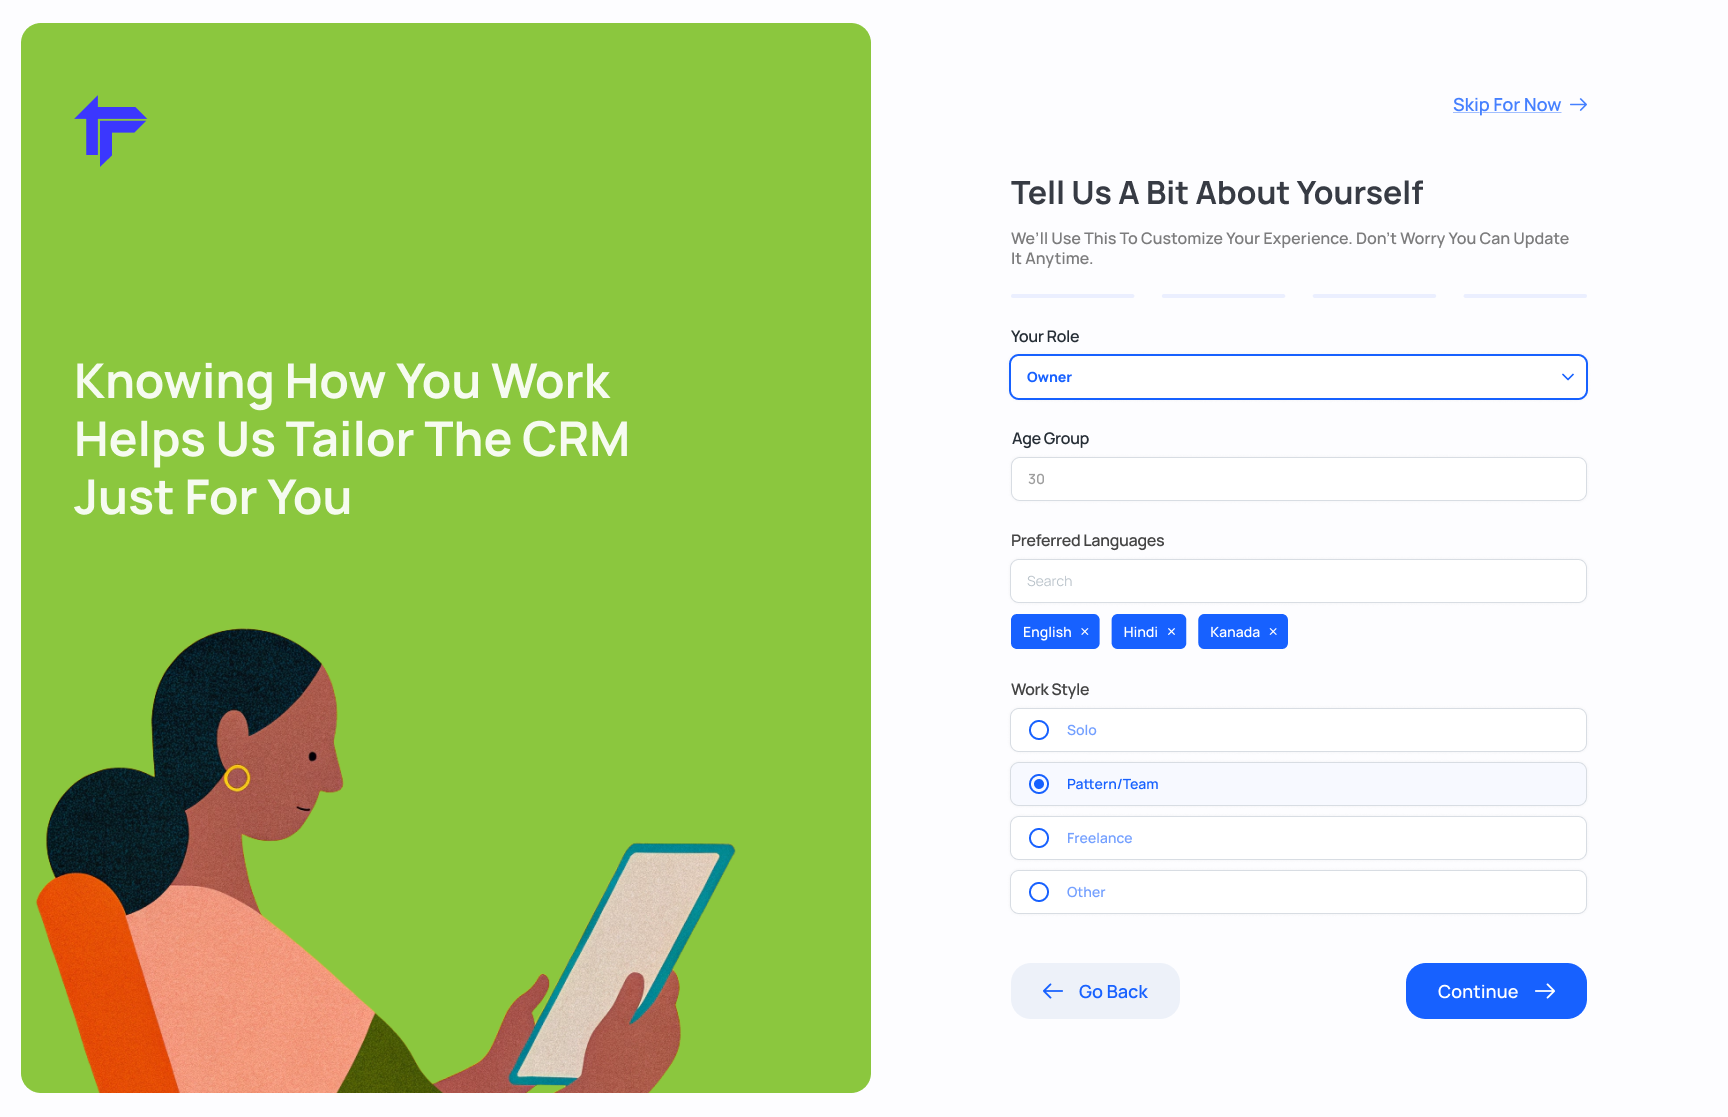 Knowing How You Work
Helps Us Tailor The CRM
Just For You
Skip For Now
Tell Us A Bit About Yourself
We'll Use This To Customize Your Experience. Don't Worry You Can Update
It Anytime.
Your Role
Owner
Age Group
30
Preferred Languages
Search
English × Hindi × Kanada ×
Work Style
Solo
Pattern/Team
Freelance
Other
Go Back
Continue